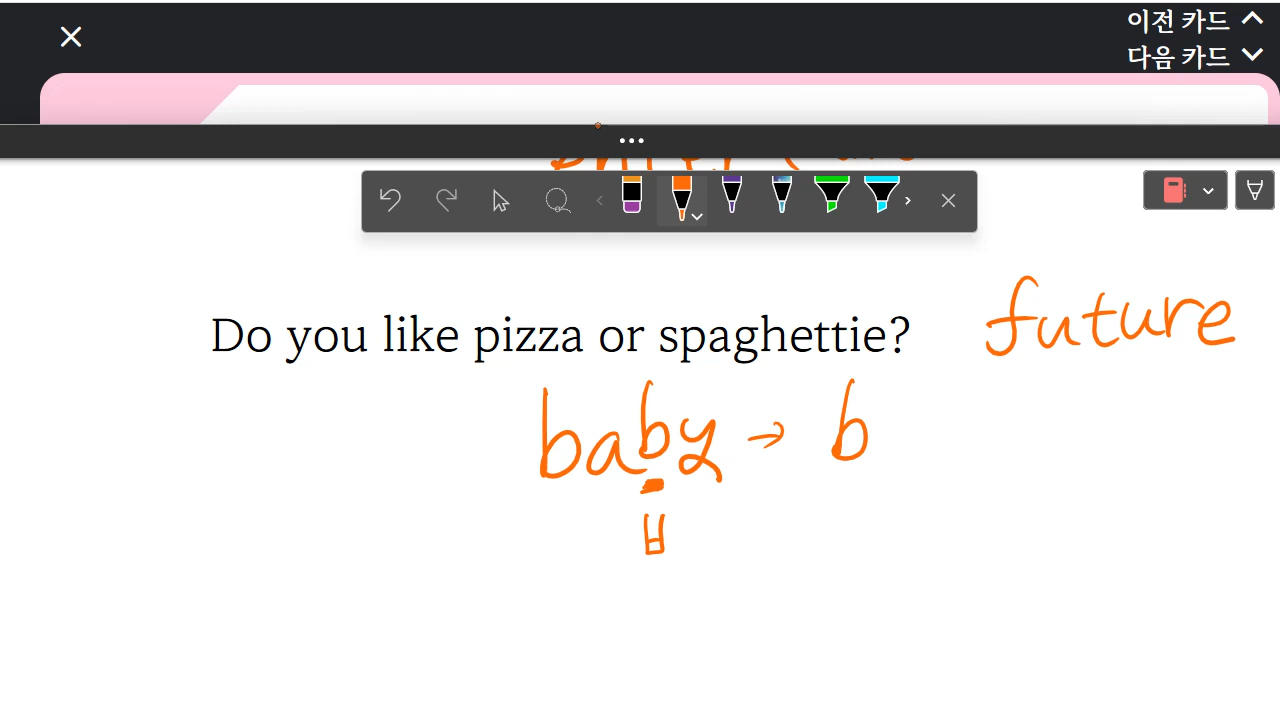 이전 카드
다음 카드
Do you like pizza or spaghettie?
future
baby → b
ㅂ